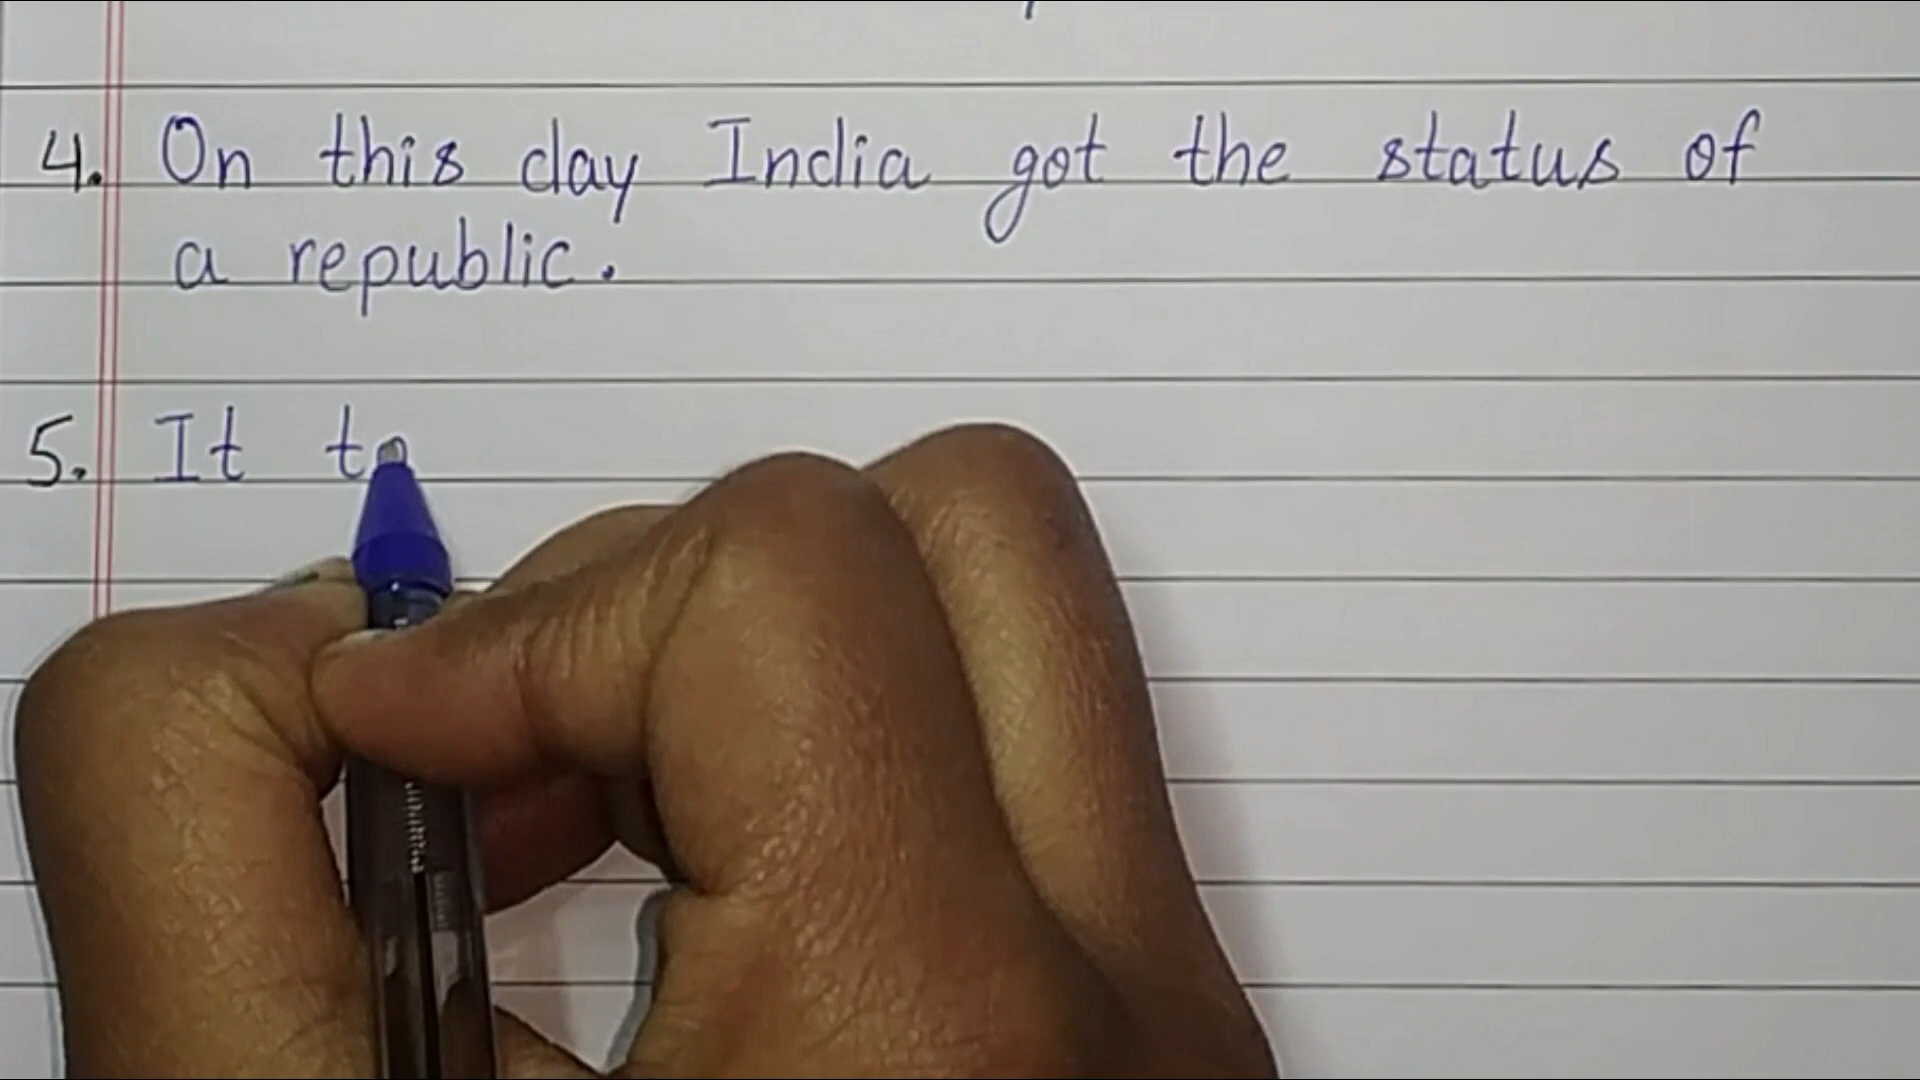 4. On this day India got the status of
a republic.
5. It